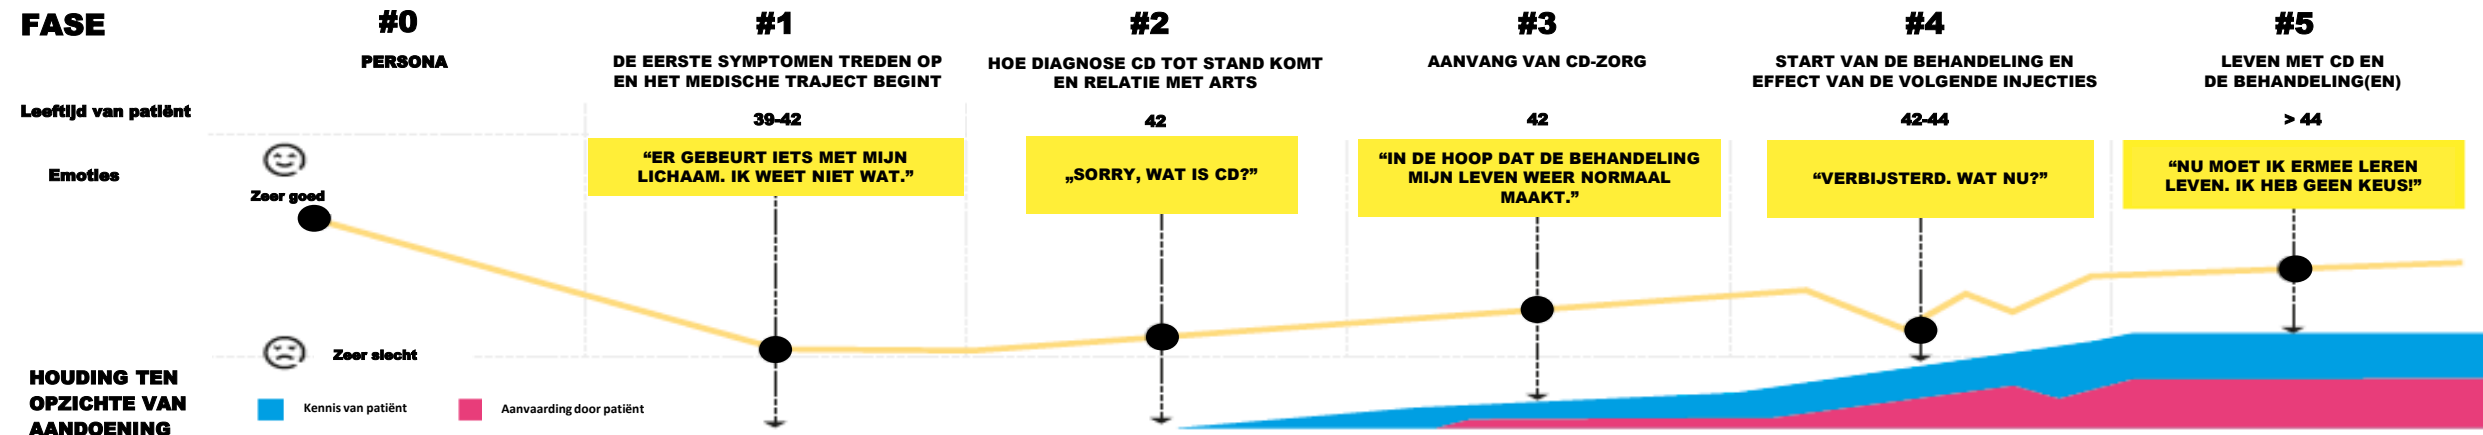 FASE
#0
#1
#2
#3
#4
#5
PERSONA
DE EERSTE SYMPTOMEN TREDEN OP
EN HET MEDISCHE TRAJECT BEGINT
HOE DIAGNOSE CD TOT STAND KOMT
EN RELATIE MET ARTS
AANVANG VAN CD-ZORG
START VAN DE BEHANDELING EN
EFFECT VAN DE VOLGENDE INJECTIES
LEVEN MET CD EN
DE BEHANDELING(EN)
Leeftijd van patiënt
39-42
42
42
42-44
> 44
Emoties
Zeer goed
“ER GEBEURT IETS MET MIJN
LICHAAM. IK WEET NIET WAT.”
„SORRY, WAT IS CD?”
“IN DE HOOP DAT DE BEHANDELING
MIJN LEVEN WEER NORMAAL
MAAKT.”
“VERBIJSTERD. WAT NU?”
“NU MOET IK ERMEE LEREN
LEVEN. IK HEB GEEN KEUS!”
Zeer slecht
HOUDING TEN
OPZICHTE VAN
AANDOENING
Kennis van patiënt
Aanvaarding door patiënt